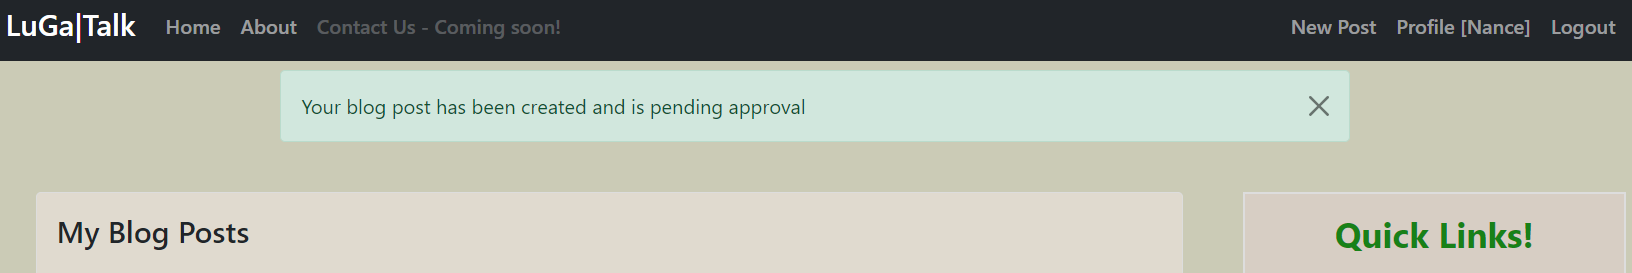 LuGa|Talk Home About Contact Us - Coming soon! New Post Profile [Nance] Logout
Your blog post has been created and is pending approval
My Blog Posts
Quick Links!